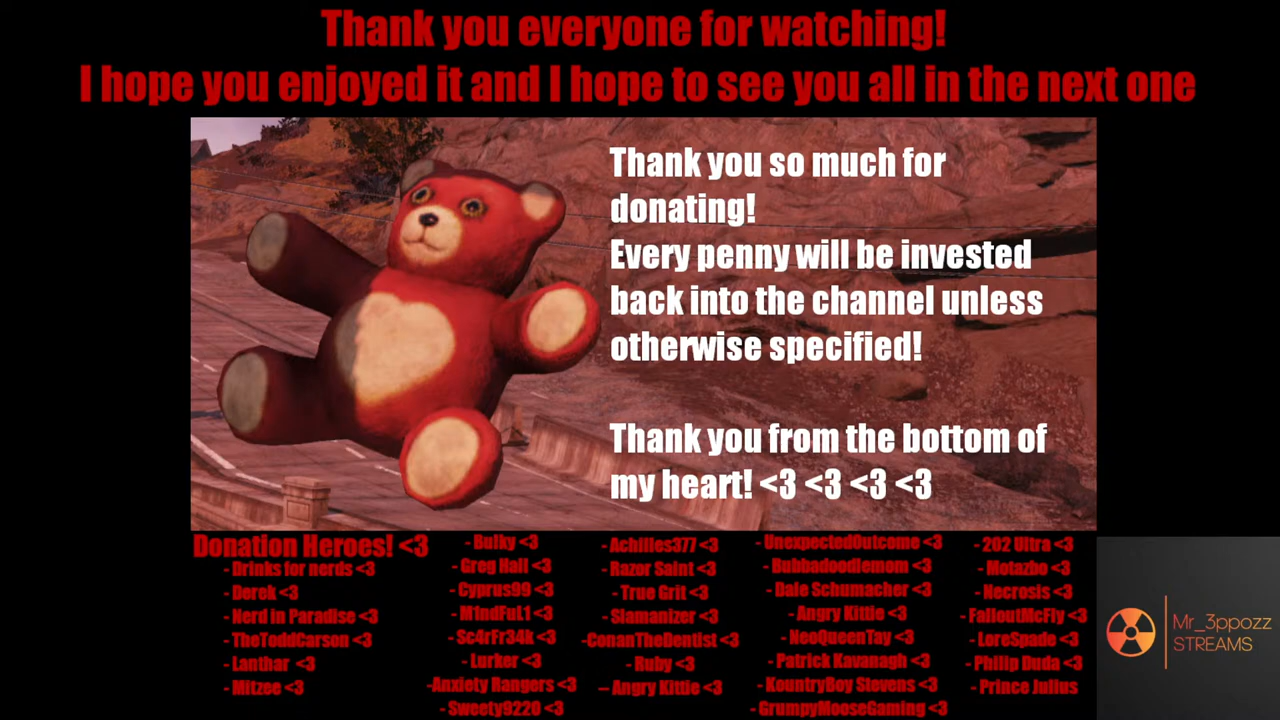 Thank you everyone for watching!
I hope you enjoyed it and I hope to see you all in the next one
Thank you so much for
donating!
Every penny will be invested
back into the channel unless
otherwise specified!
Thank you from the bottom of
my heart! <3 <3 <3 <3
Donation Heroes! <3
- Drinks for nerds <3
- Derek <3
- Nerd in Paradise <3
- TheToddCarson <3
- Lanthar <3
- Mitzee <3
- Bulky <3
- Greg Hall <3
- Cyprus99 <3
- M1ndFuL1 <3
- Sc4rFr34k <3
- Lurker <3
-Anxiety Rangers <3
- Sweety9220 <3
- Achilles377 <3
- Razor Saint <3
- True Grit <3
- Slamanizer <3
-ConanTheDentist <3
- Ruby <3
– Angry Kittie <3
- UnexpectedOutcome <3
- Bubbadoodlemom <3
- Dale Schumacher <3
- Angry Kittie <3
- NeoQueenTay <3
- Patrick Kavanagh <3
- KountryBoy Stevens <3
- GrumpyMooseGaming <3
- 202 Ultra <3
- Motazbo <3
- Necrosis <3
- FalloutMcFly <3
- LoreSpade <3
- Philip Duda <3
- Prince Julius
Mr_3ppozz
STREAMS